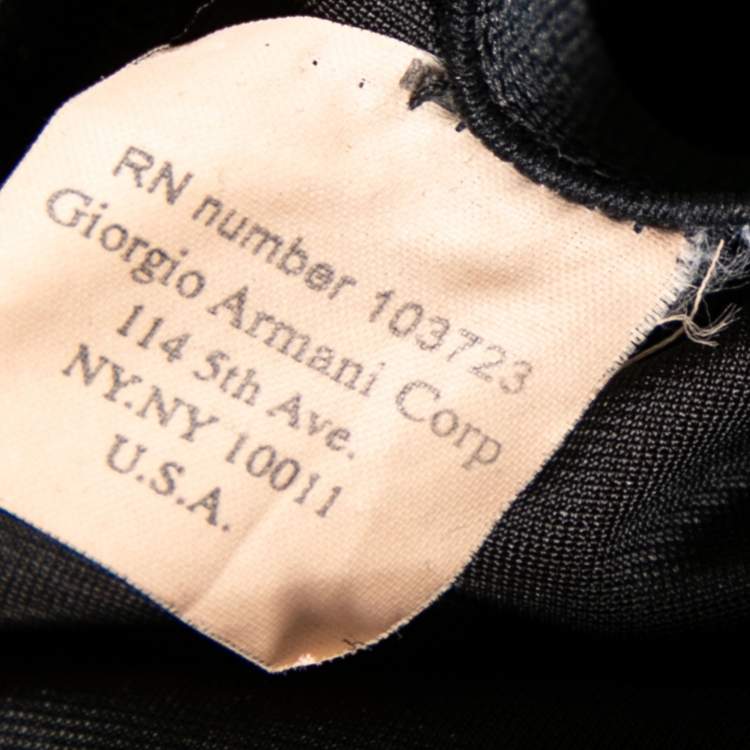 RN number 103723
Giorgio Armani Corp
114 5th Ave.
NY.NY 10011
U.S.A.